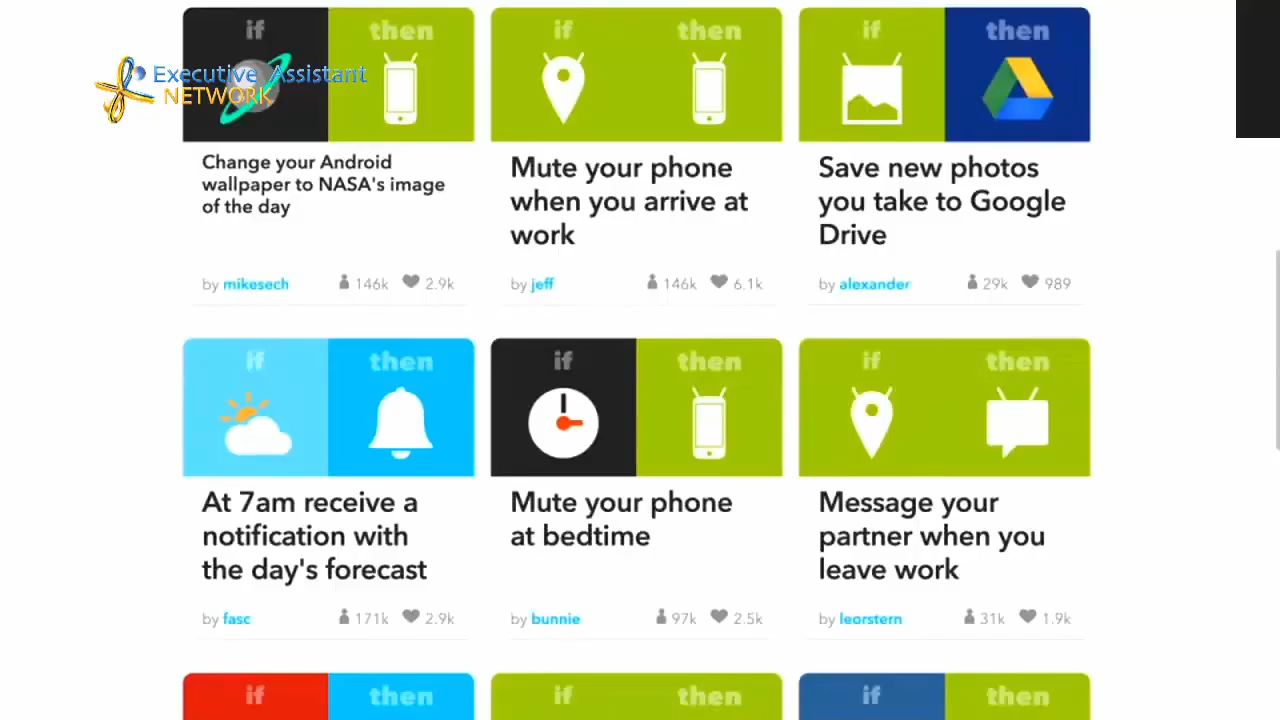 if then
if then
if then
Executive Assistant
NETWORK
Change your Android
wallpaper to NASA's image
of the day
by mikesech 146k 2.9k
Mute your phone
when you arrive at
work
by jeff 146k 6.1k
Save new photos
you take to Google
Drive
by alexander 29k 989
if then
if then
if then
At 7am receive a
notification with
the day's forecast
by fasc 171k 2.9k
Mute your phone
at bedtime
by bunnie 97k 2.5k
Message your
partner when you
leave work
by leorstern 31k 1.9k
if then
if then
if then